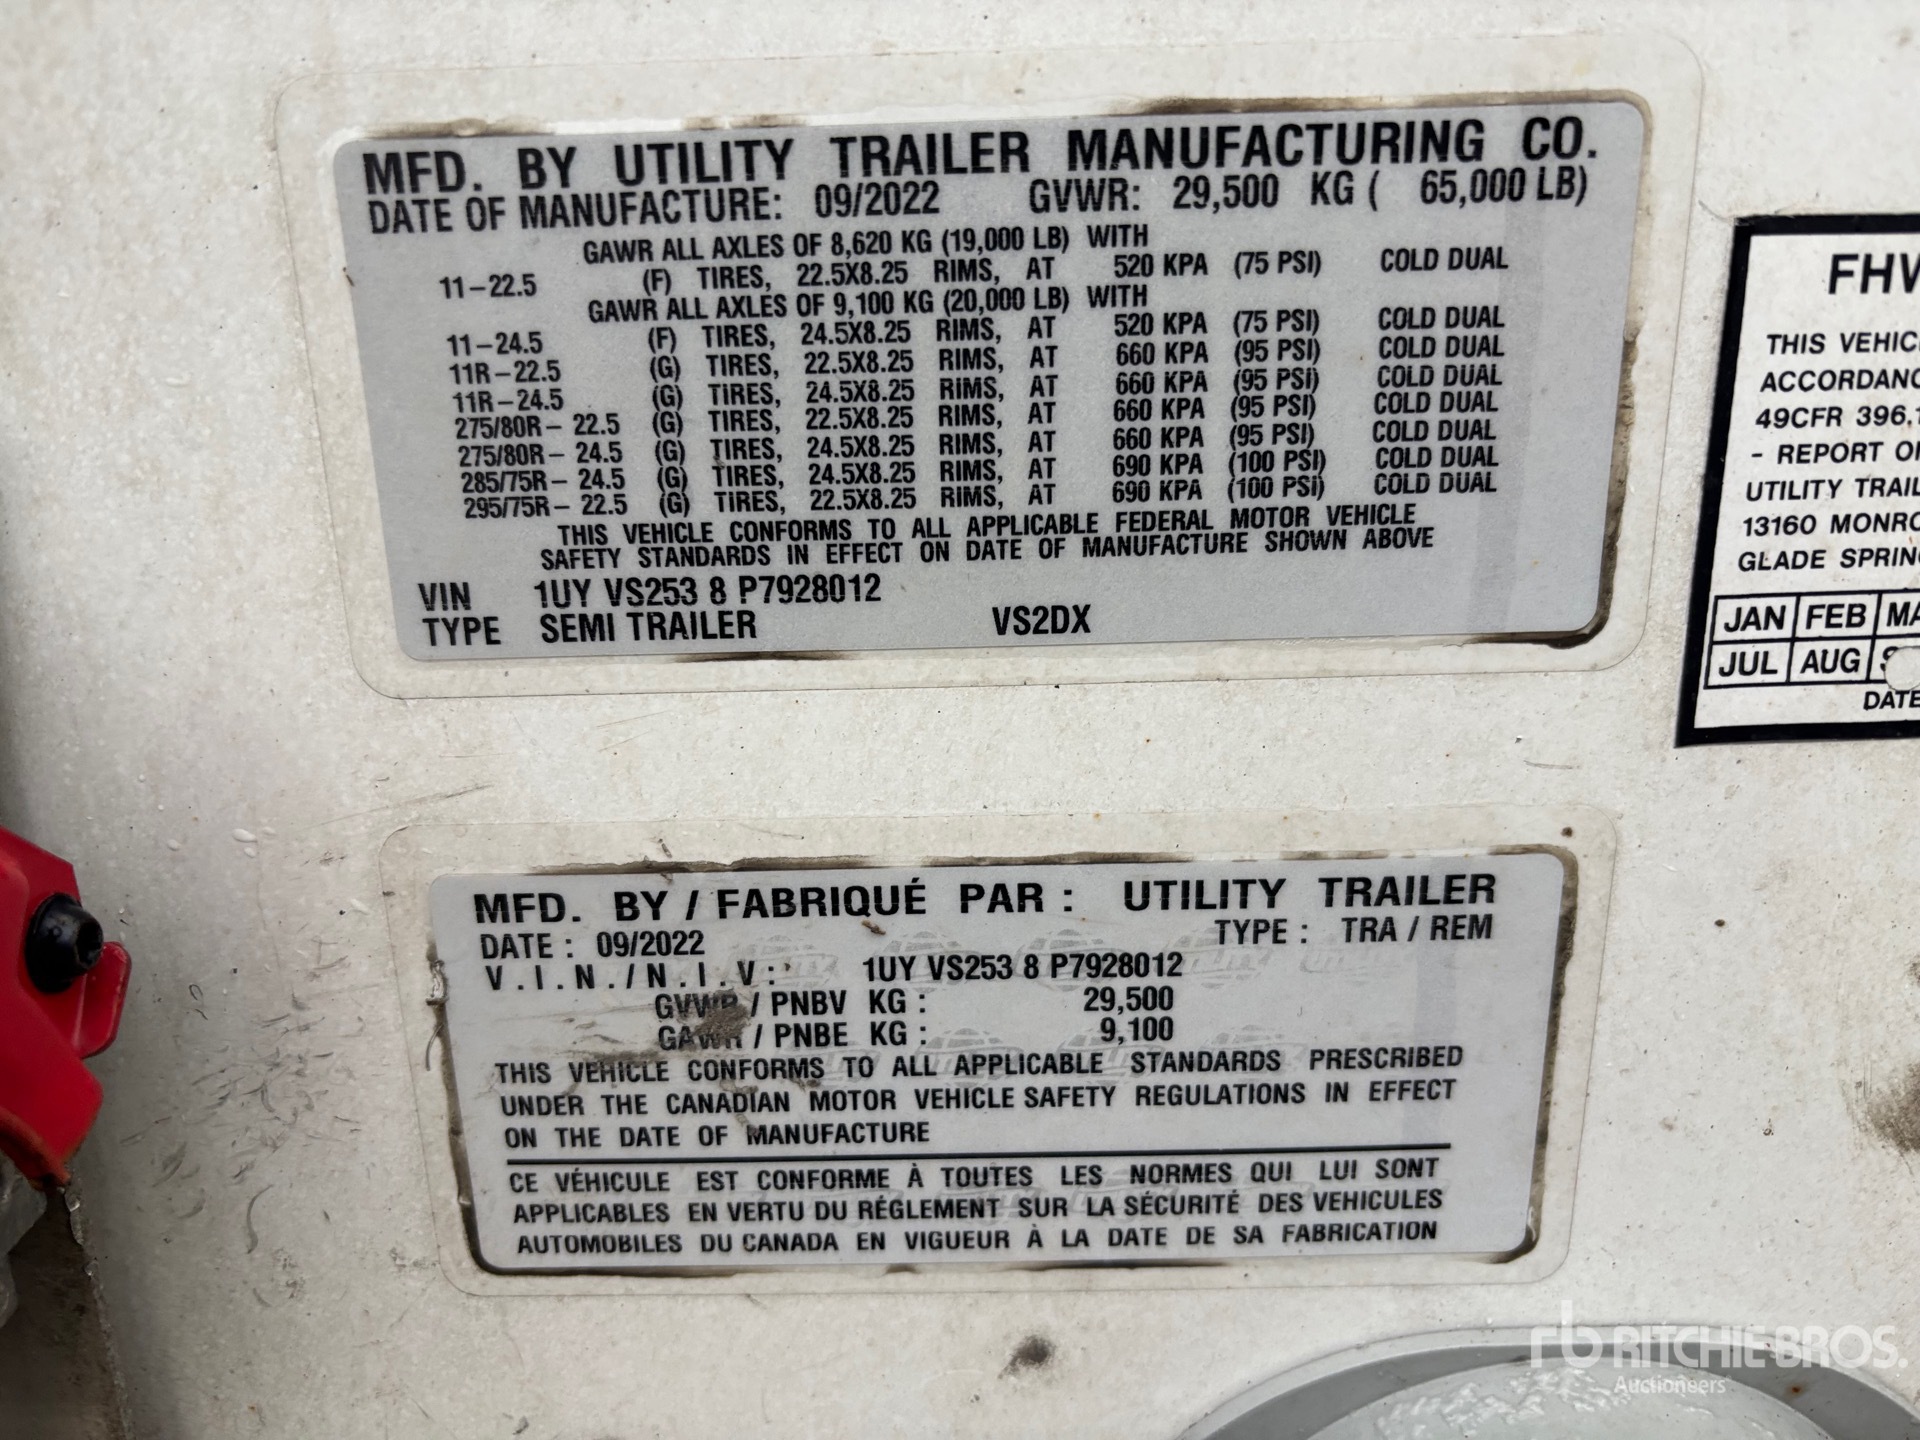 MFD. BY UTILITY TRAILER MANUFACTURING CO.
DATE OF MANUFACTURE: 09/2022 GVWR: 29,500 KG ( 65,000 LB)
GAWR ALL AXLES OF 8,620 KG (19,000 LB) WITH
11-22.5 (F) TIRES, 22.5X8.25 RIMS, AT 520 KPA (75 PSI) COLD DUAL
GAWR ALL AXLES OF 9,100 KG (20,000 LB) WITH
11-24.5 (F) TIRES, 24.5X8.25 RIMS, AT 520 KPA (75 PSI) COLD DUAL
11R-22.5 (G) TIRES, 22.5X8.25 RIMS, AT 660 KPA (95 PSI) COLD DUAL
11R-24.5 (G) TIRES, 24.5X8.25 RIMS, AT 660 KPA (95 PSI) COLD DUAL
275/80R- 22.5 (G) TIRES, 22.5X8.25 RIMS, AT 660 KPA (95 PSI) COLD DUAL
275/80R- 24.5 (G) TIRES, 24.5X8.25 RIMS, AT 660 KPA (95 PSI) COLD DUAL
285/75R- 24.5 (G) TIRES, 24.5X8.25 RIMS, AT 690 KPA (100 PSI) COLD DUAL
295/75R- 22.5 (G) TIRES, 22.5X8.25 RIMS, AT 690 KPA (100 PSI) COLD DUAL
THIS VEHICLE CONFORMS TO ALL APPLICABLE FEDERAL MOTOR VEHICLE
SAFETY STANDARDS IN EFFECT ON DATE OF MANUFACTURE SHOWN ABOVE
VIN 1UY VS253 8 P7928012
TYPE SEMI TRAILER VS2DX
FHW
THIS VEHIC
ACCORDANC
49CFR 396.1
- REPORT O
UTILITY TRAIL
13160 MONRO
GLADE SPRING
JAN FEB MA
JUL AUG S
DATE
MFD. BY / FABRIQUÉ PAR : UTILITY TRAILER
DATE : 09/2022 TYPE : TRA / REM
V.I.N./N.I.V: 1UY VS253 8 P7928012
GVWR / PNBV KG : 29,500
GAWR / PNBE KG : 9,100
THIS VEHICLE CONFORMS TO ALL APPLICABLE STANDARDS PRESCRIBED
UNDER THE CANADIAN MOTOR VEHICLE SAFETY REGULATIONS IN EFFECT
ON THE DATE OF MANUFACTURE
CE VÉHICULE EST CONFORME À TOUTES LES NORMES QUI LUI SONT
APPLICABLES EN VERTU DU RÉGLEMENT SUR LA SÉCURITÉ DES VEHICULES
AUTOMOBILES DU CANADA EN VIGUEUR À LA DATE DE SA FABRICATION
rb RITCHIE BROS.
Auctioneers